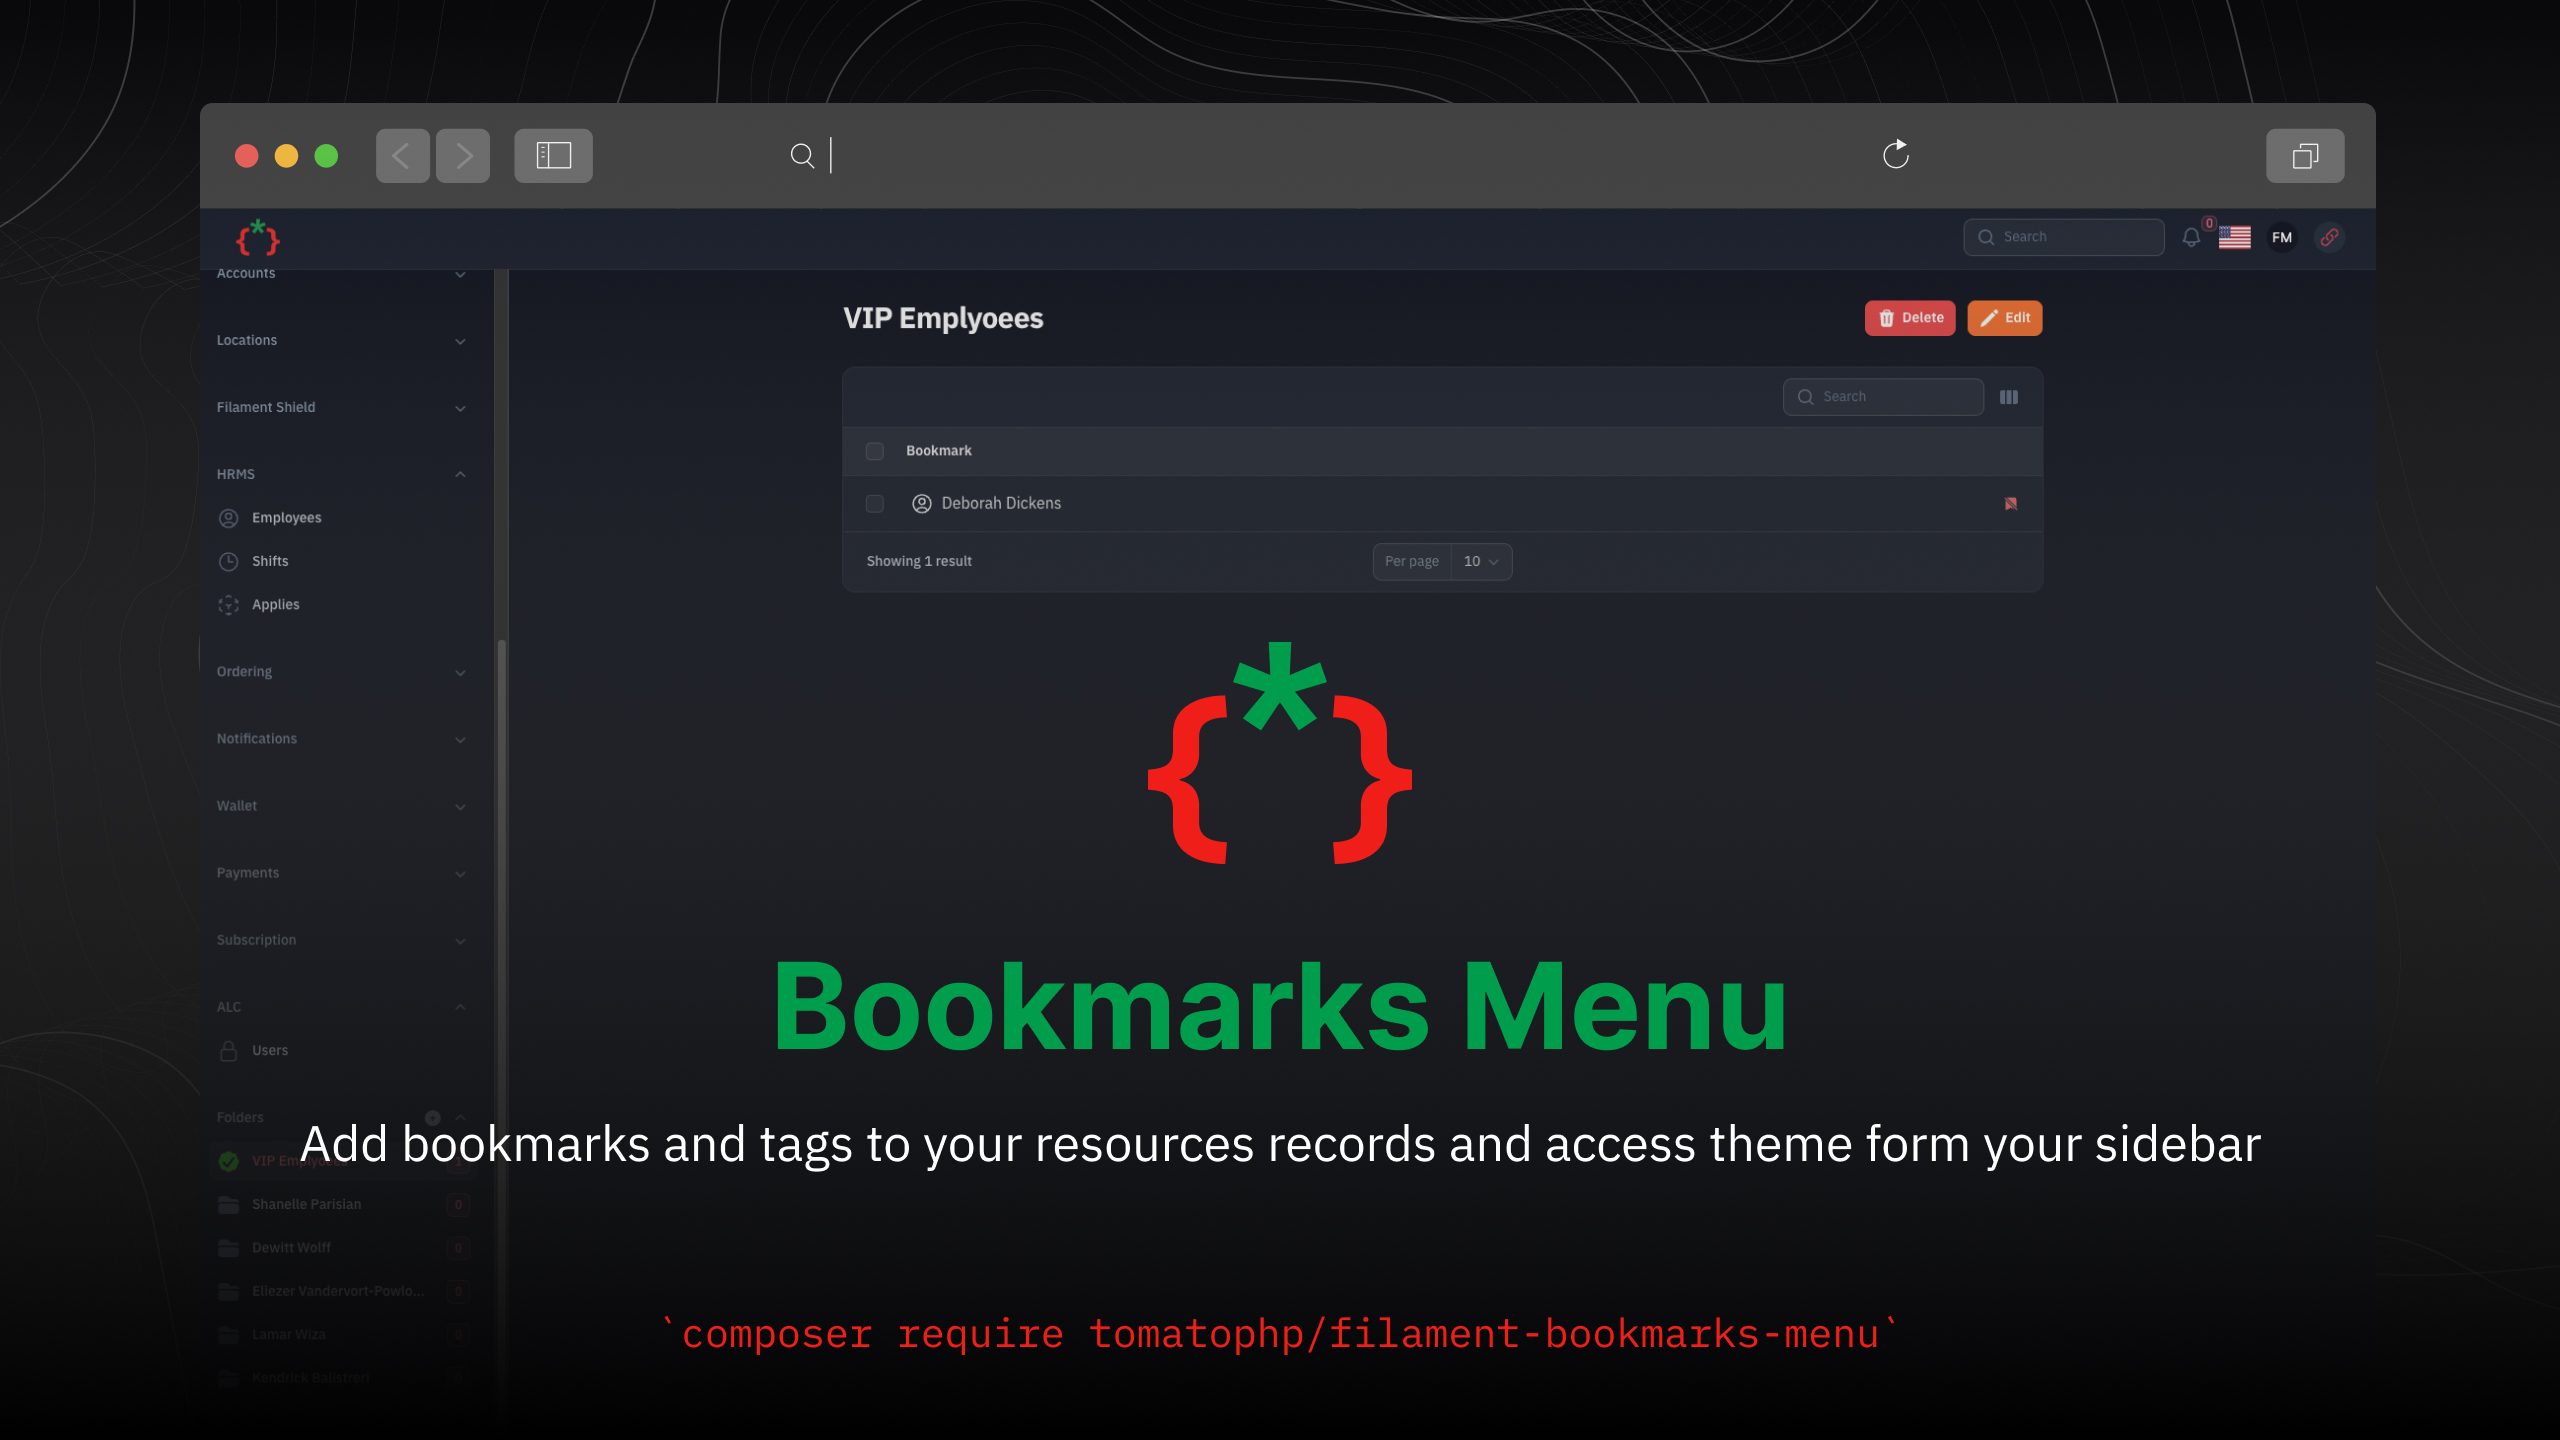 {*}
Search
0
FM
Accounts
Locations
Filament Shield
HRMS
Employees
Shifts
Applies
Ordering
Notifications
Wallet
Payments
Subscription
ALC
Users
Folders
VIP Emplyoees
Shanelle Parisian 0
Dewitt Wolff 0
Eliezer Vandervort-Powlo... 0
Lamar Wiza 0
Kendrick Balistreri
VIP Emplyoees
Delete
Edit
Search
Bookmark
Deborah Dickens
Showing 1 result
Per page 10
{*}
Bookmarks Menu
Add bookmarks and tags to your resources records and access theme form your sidebar
`composer require tomatophp/filament-bookmarks-menu`